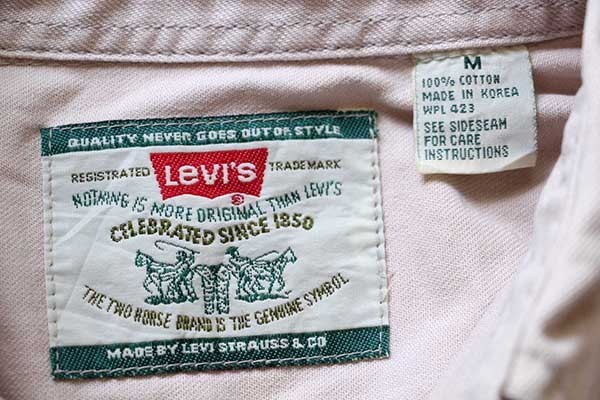 QUALITY NEVER GOES OUT OF STYLE
REGISTRATED Levi's TRADEMARK
®
NOTHING IS MORE ORIGINAL THAN LEVI'S
CELEBRATED SINCE 1850
THE TWO HORSE BRAND IS THE GENUINE SYMBOL
MADE BY LEVI STRAUSS & CO
M
100% COTTON
MADE IN KOREA
WPL 423
SEE SIDESEAM
FOR CARE
INSTRUCTIONS